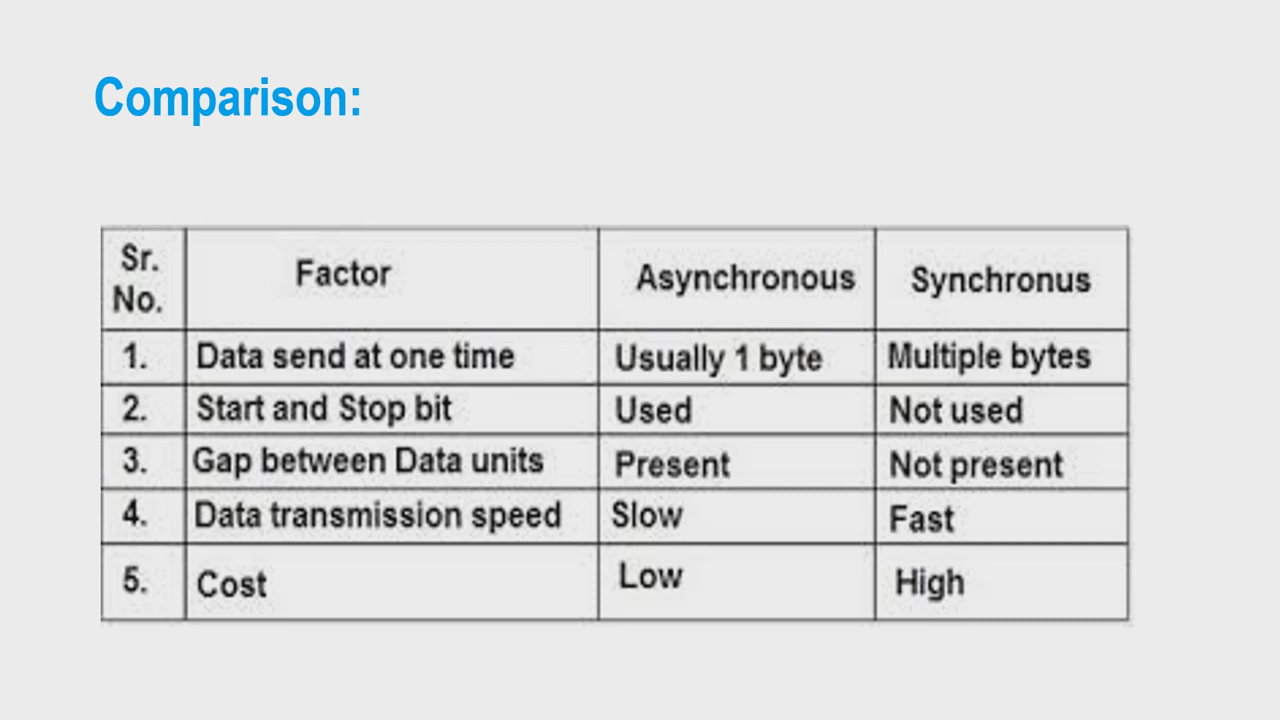 Comparison:
Sr. No. Factor Asynchronous Synchronus
1. Data send at one time Usually 1 byte Multiple bytes
2. Start and Stop bit Used Not used
3. Gap between Data units Present Not present
4. Data transmission speed Slow Fast
5. Cost Low High